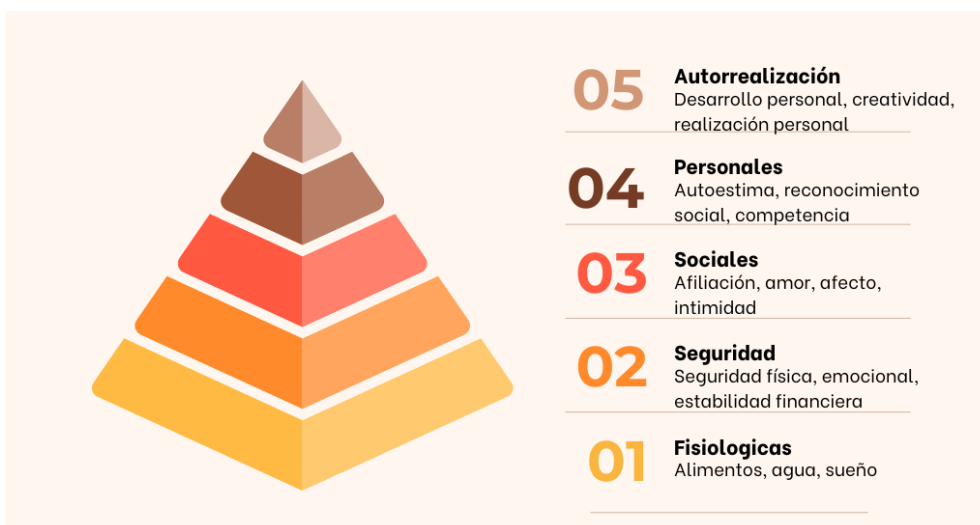 05
Autorrealización
Desarrollo personal, creatividad,
realización personal
04
Personales
Autoestima, reconocimiento
social, competencia
03
Sociales
Afiliación, amor, afecto,
intimidad
02
Seguridad
Seguridad física, emocional,
estabilidad financiera
01
Fisiologicas
Alimentos, agua, sueño